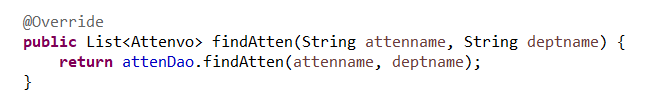 @Override
public List<Attenvo> findAtten(String attenname, String deptname) {
    return attenDao.findAtten(attenname, deptname);
}